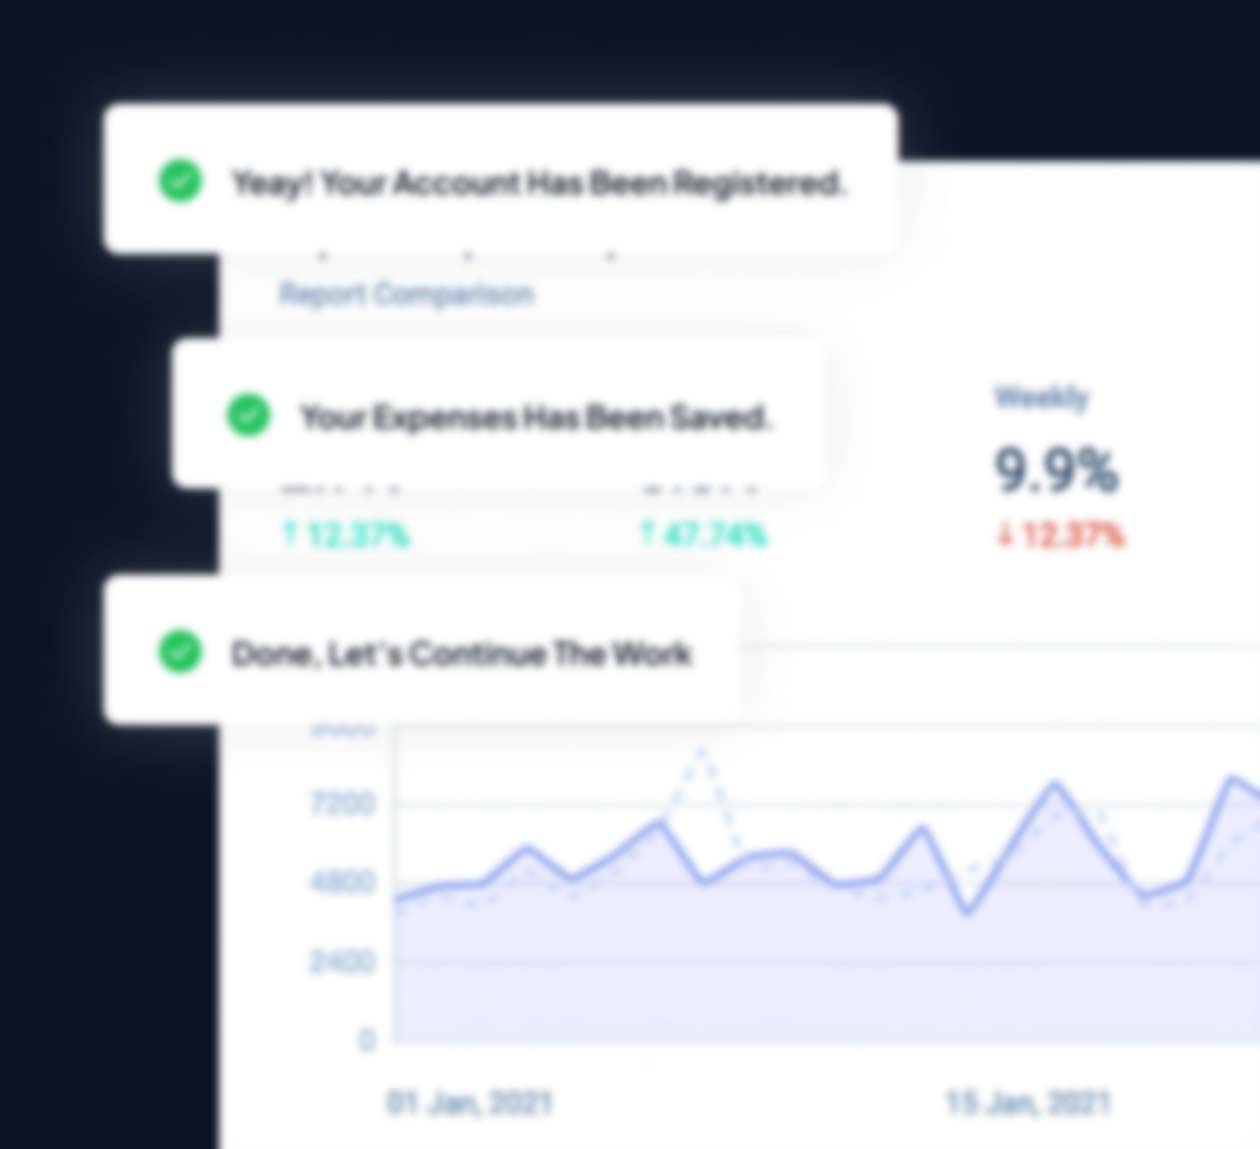 Yeay! Your Account Has Been Registered.
Report Comparison
Your Expenses Has Been Saved.
Weekly
9.9%
↑ 12.37%
↑ 47.74%
↓ 12.37%
Done, Let's Continue The Work
7200
4800
2400
0
01 Jan, 2021
15 Jan, 2021